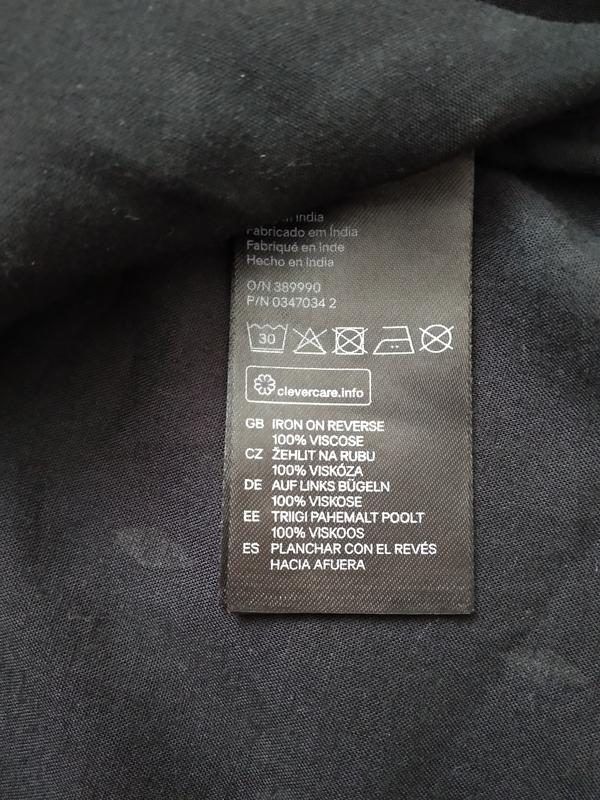 India
Fabricado em Índia
Fabriqué en Inde
Hecho en India
O/N 389990
P/N 0347034 2
30
clevercare.info
GB IRON ON REVERSE
100% VISCOSE
CZ ŽEHLIT NA RUBU
100% VISKÓZA
DE AUF LINKS BÜGELN
100% VISKOSE
EE TRIIGI PAHEMALT POOLT
100% VISKOOS
ES PLANCHAR CON EL REVÉS
HACIA AFUERA